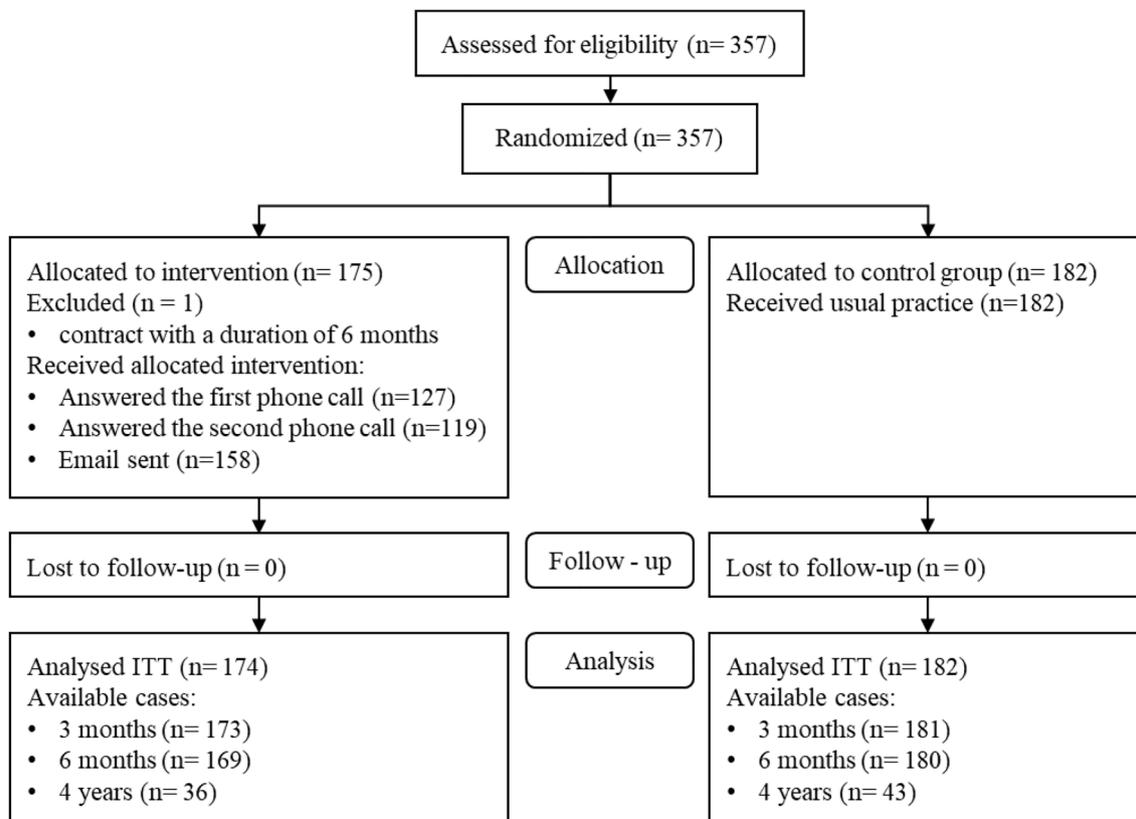 Assessed for eligibility (n= 357)
Randomized (n= 357)
Allocation
Allocated to intervention (n= 175)
Excluded (n = 1)
• contract with a duration of 6 months
Received allocated intervention:
• Answered the first phone call (n=127)
• Answered the second phone call (n=119)
• Email sent (n=158)
Allocated to control group (n= 182)
Received usual practice (n=182)
Follow - up
Lost to follow-up (n = 0)
Lost to follow-up (n = 0)
Analysis
Analysed ITT (n= 174)
Available cases:
• 3 months (n= 173)
• 6 months (n= 169)
• 4 years (n= 36)
Analysed ITT (n= 182)
Available cases:
• 3 months (n= 181)
• 6 months (n= 180)
• 4 years (n= 43)